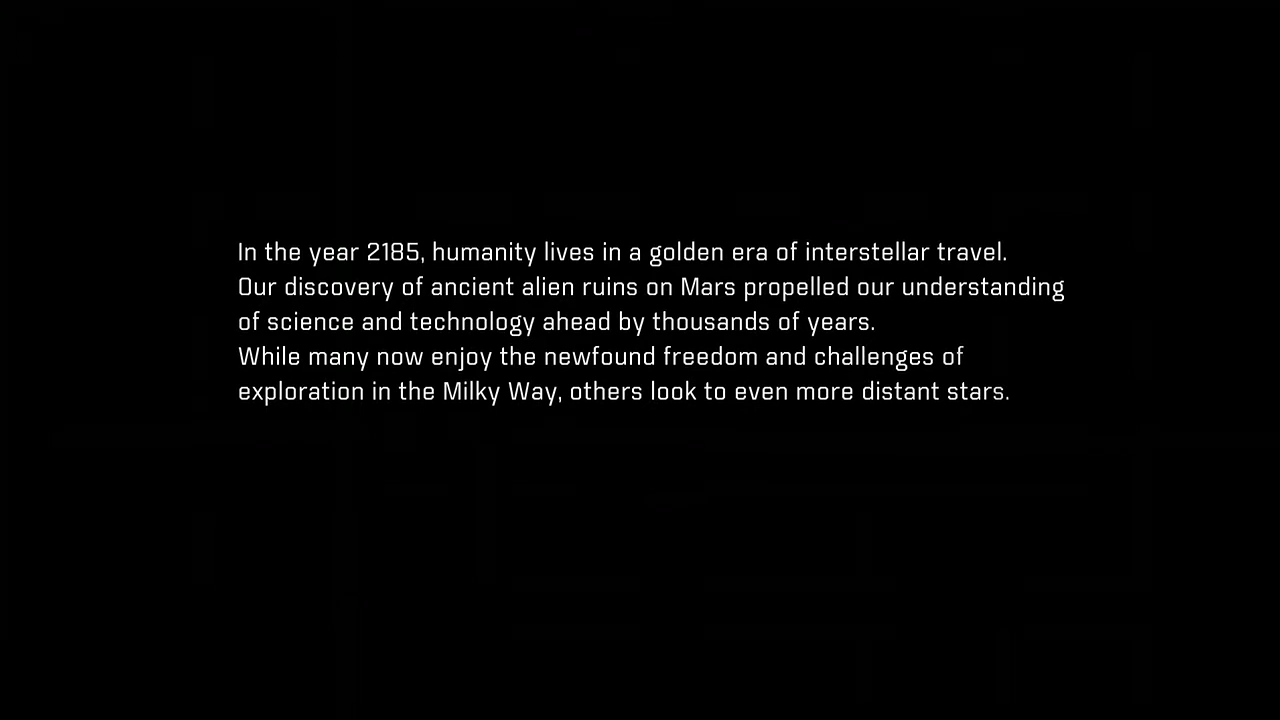 In the year 2185, humanity lives in a golden era of interstellar travel.
Our discovery of ancient alien ruins on Mars propelled our understanding
of science and technology ahead by thousands of years.
While many now enjoy the newfound freedom and challenges of
exploration in the Milky Way, others look to even more distant stars.